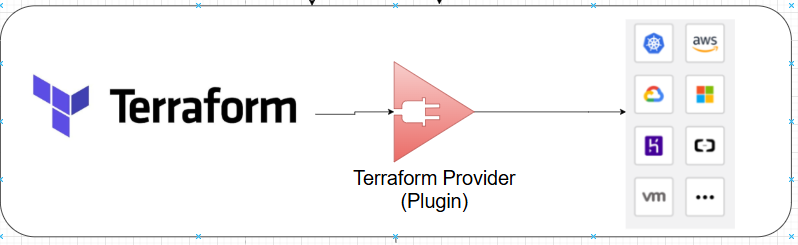 Terraform
Terraform Provider
(Plugin)
aws
vm